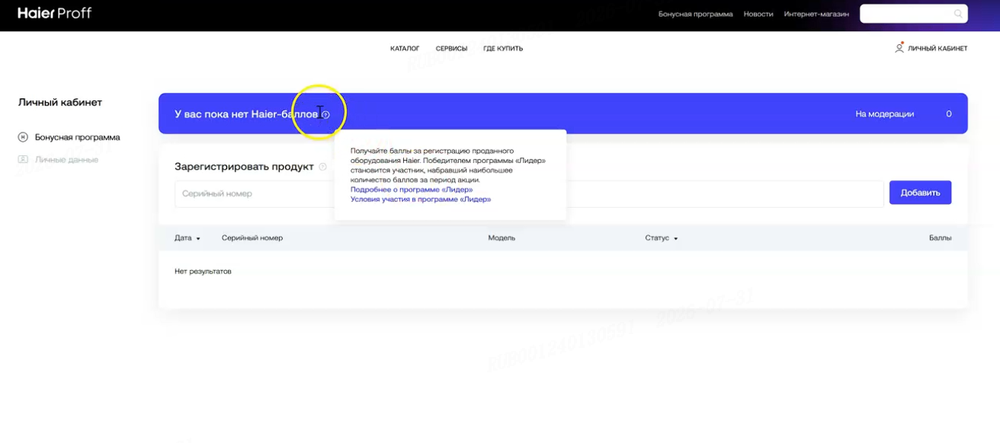 Haier Proff
Бонусная программа Новости Интернет-магазин
КАТАЛОГ СЕРВИСЫ ГДЕ КУПИТЬ
ЛИЧНЫЙ КАБИНЕТ
Личный кабинет
Бонусная программа
Личные данные
У вас пока нет Haier-баллов
На модерации 0
Получайте баллы за регистрацию проданного
оборудования Haier. Победителем программы «Лидер»
становится участник, набравший наибольшее
количество баллов за период акции.
Подробнее о программе «Лидер»
Условия участия в программе «Лидер»
Зарегистрировать продукт
Серийный номер
Добавить
Дата Серийный номер Модель Статус Баллы
Нет результатов